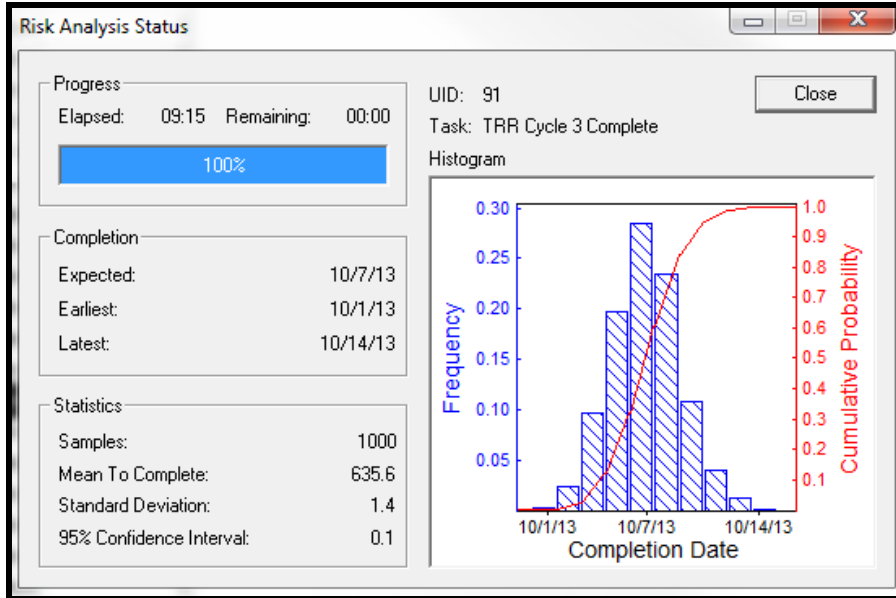 Risk Analysis Status
Progress
Elapsed: 09:15 Remaining: 00:00
100%
Completion
Expected: 10/7/13
Earliest: 10/1/13
Latest: 10/14/13
Statistics
Samples: 1000
Mean To Complete: 635.6
Standard Deviation: 1.4
95% Confidence Interval: 0.1
UID: 91
Close
Task: TRR Cycle 3 Complete
Histogram
Frequency
0.30
0.25
0.20
0.15
0.10
0.05
1.0
0.9
0.8
0.7
0.6
0.5
0.4
0.3
0.2
0.1
Cumulative Probability
10/1/13 10/7/13 10/14/13
Completion Date